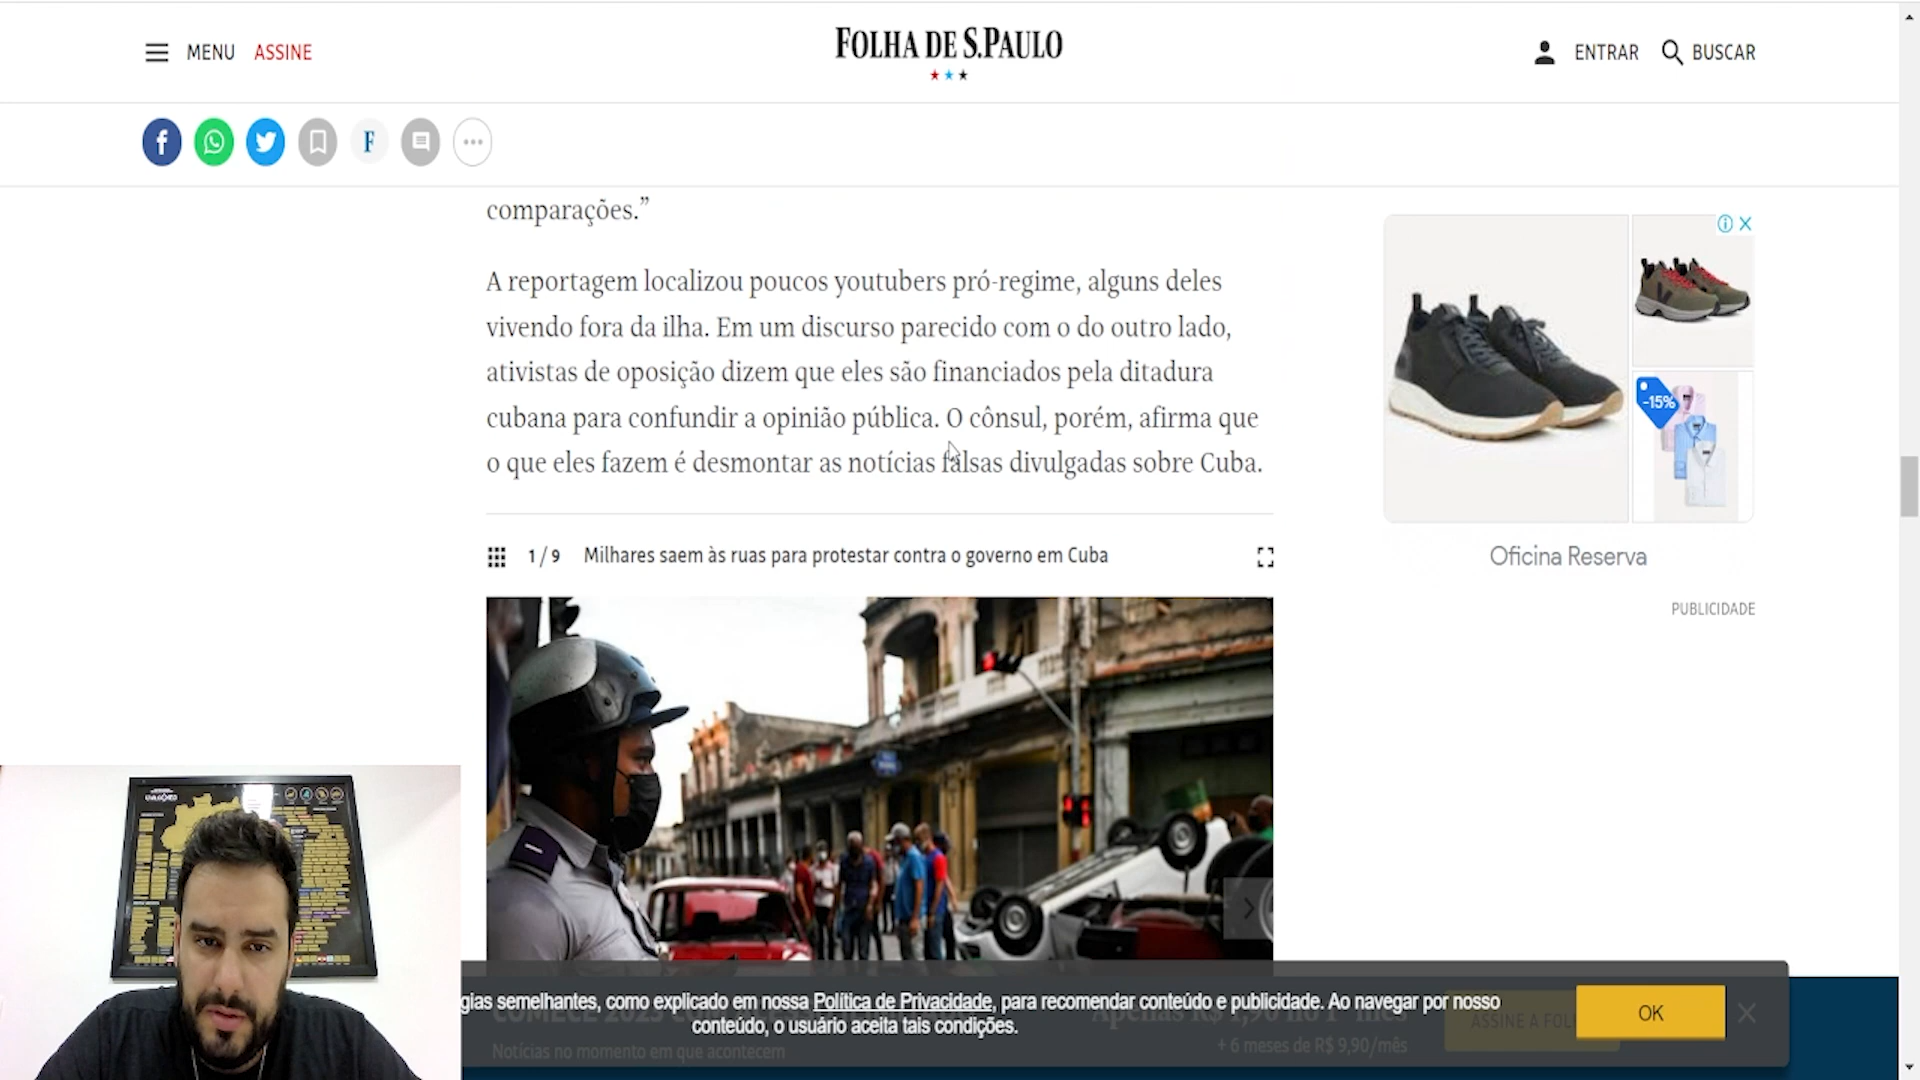 MENU
ASSINE
FOLHA DE S.PAULO
ENTRAR
BUSCAR
comparações.”
A reportagem localizou poucos youtubers pró-regime, alguns deles
vivendo fora da ilha. Em um discurso parecido com o do outro lado,
ativistas de oposição dizem que eles são financiados pela ditadura
cubana para confundir a opinião pública. O cônsul, porém, afirma que
o que eles fazem é desmontar as notícias falsas divulgadas sobre Cuba.
1 / 9 Milhares saem às ruas para protestar contra o governo em Cuba
-15%
Oficina Reserva
PUBLICIDADE
gias semelhantes, como explicado em nossa Política de Privacidade, para recomendar conteúdo e publicidade. Ao navegar por nosso
conteúdo, o usuário aceita tais condições.
OK
Notícias no momento em que acontecem
+ 6 meses de R$ 9,90/mês